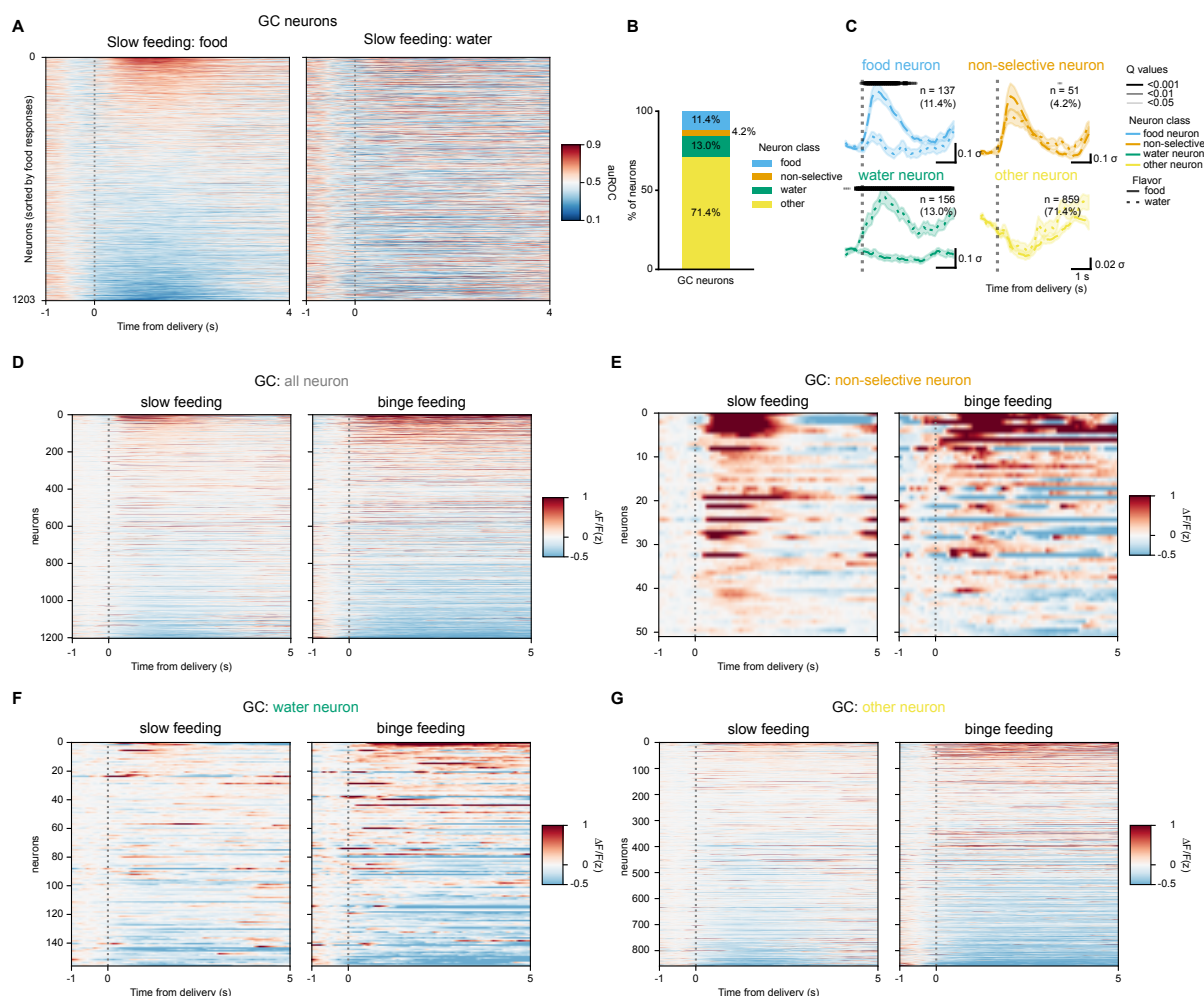 A
GC neurons
Slow feeding: food
Slow feeding: water
Neurons (sorted by food responses)
0
1203
-1 0 4
-1 0 4
Time from delivery (s)
0.9
0.5
0.1
auROC
B
% of neurons
100
50
0
11.4%
4.2%
13.0%
71.4%
GC neurons
Neuron class
food
non-selective
water
other
C
food neuron
n = 137
(11.4%)
0.1 σ
non-selective neuron
n = 51
(4.2%)
0.1 σ
water neuron
n = 156
(13.0%)
0.1 σ
other neuron
n = 859
(71.4%)
0.02 σ
1 s
Time from delivery (s)
Q values
<0.001
<0.01
<0.05
Neuron class
food neuron
non-selective
water neuron
other neuron
Flavor
food
water
D
GC: all neuron
slow feeding
binge feeding
neurons
0
200
400
600
800
1000
1200
-1 0 5
-1 0 5
Time from delivery (s)
1
0
-0.5
ΔF/F(z)
E
GC: non-selective neuron
slow feeding
binge feeding
neurons
0
10
20
30
40
50
-1 0 5
-1 0 5
Time from delivery (s)
1
0
-0.5
ΔF/F(z)
F
GC: water neuron
slow feeding
binge feeding
neurons
0
20
40
60
80
100
120
140
-1 0 5
-1 0 5
Time from delivery (s)
1
0
-0.5
ΔF/F(z)
G
GC: other neuron
slow feeding
binge feeding
neurons
0
100
200
300
400
500
600
700
800
-1 0 5
-1 0 5
Time from delivery (s)
1
0
-0.5
ΔF/F(z)